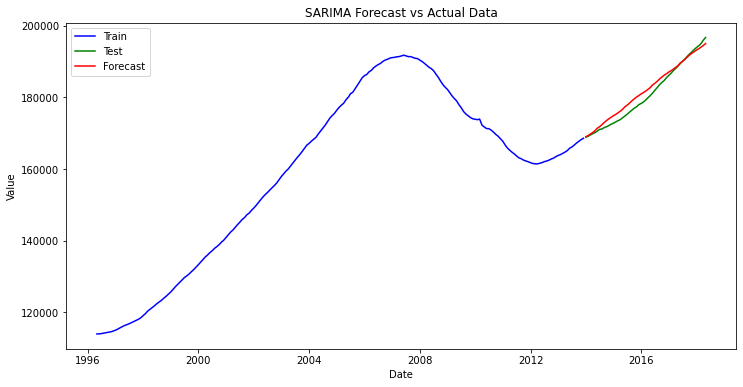 SARIMA Forecast vs Actual Data
Train
Test
Forecast
200000
180000
160000
140000
120000
Value
1996
2000
2004
2008
2012
2016
Date